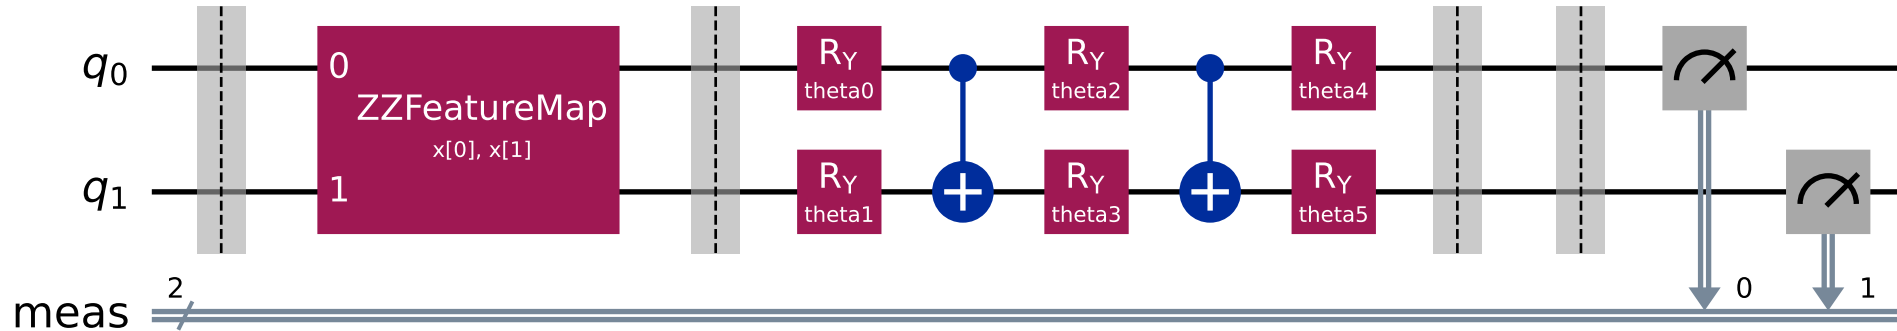 q0 0 ZZFeatureMap x[0], x[1] RY theta0 RY theta2 RY theta4
q1 1 RY theta1 RY theta3 RY theta5
meas 2 0 1